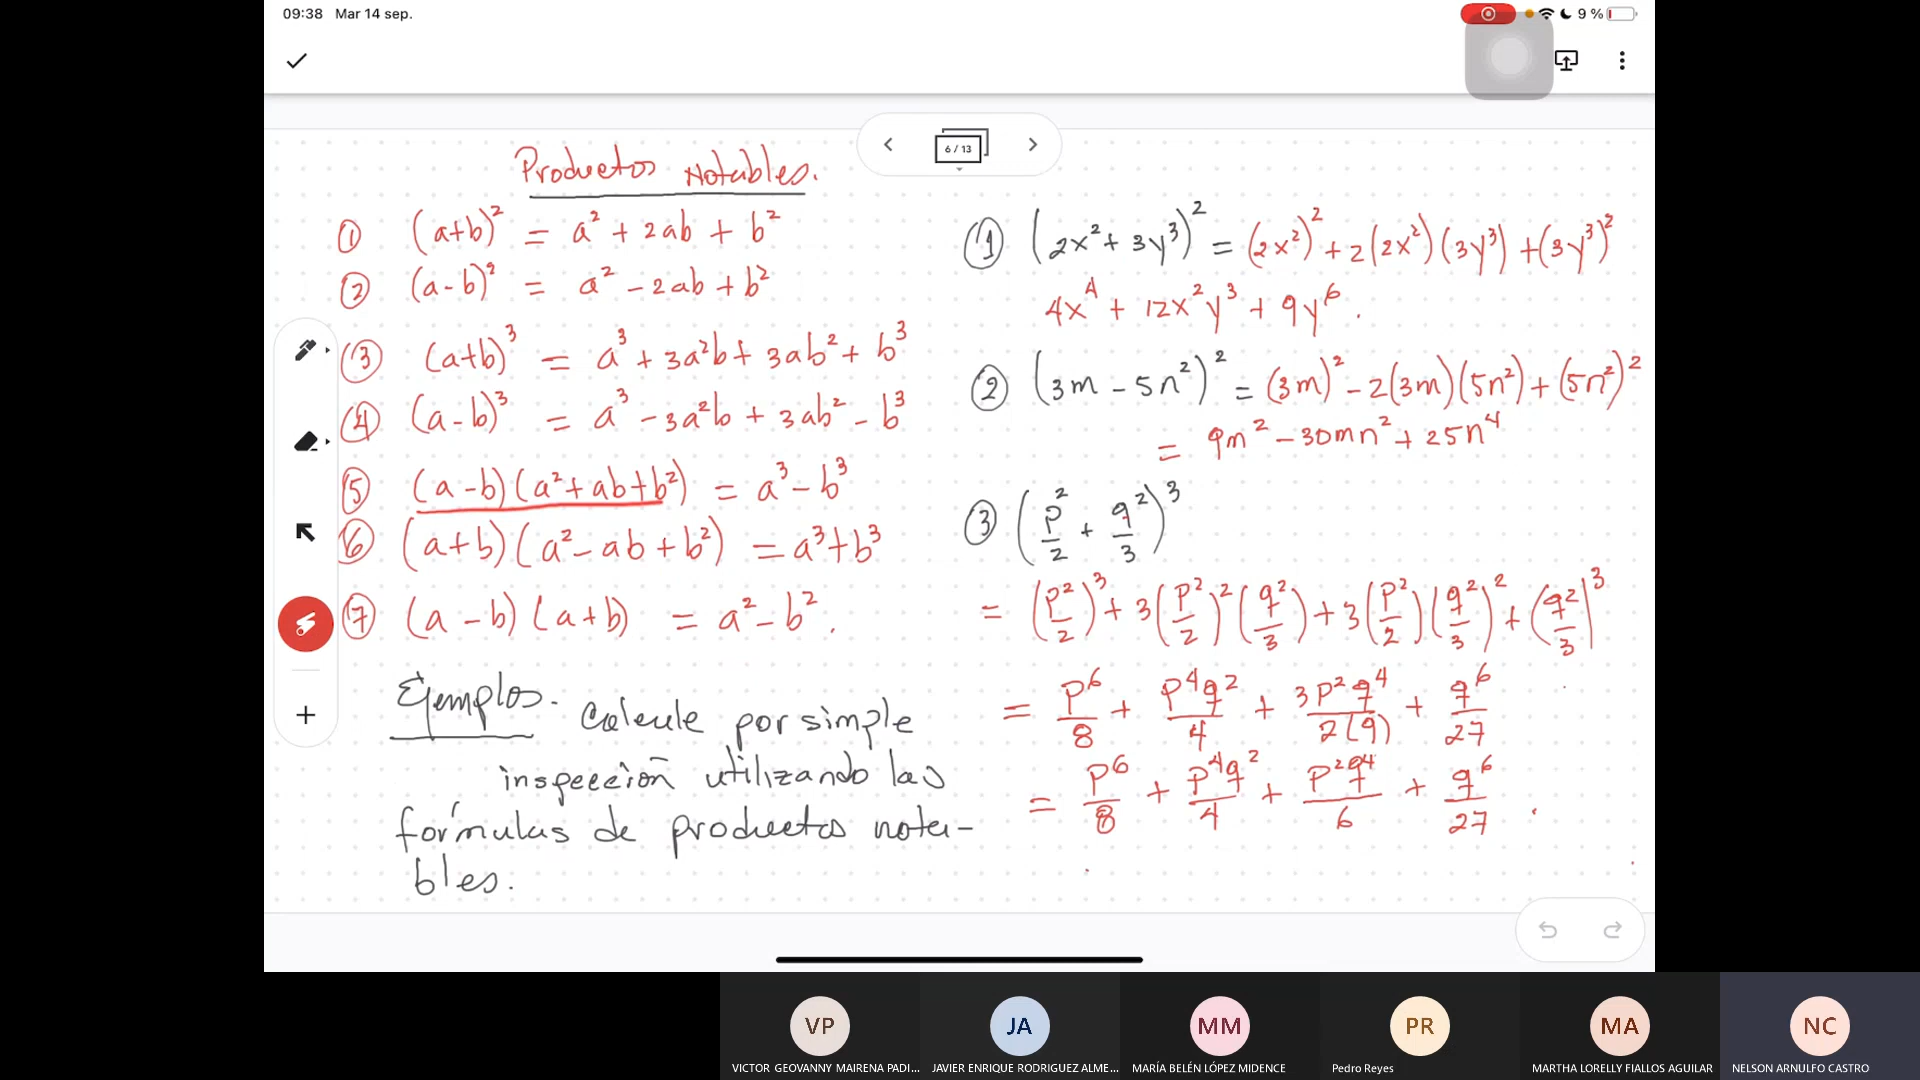 09:38 Mar 14 sep.
9 %
6 / 13
Productos Notables.
① (a+b)² = a² + 2ab + b²
② (a-b)² = a² - 2ab + b²
③ (a+b)³ = a³ + 3a²b + 3ab² + b³
④ (a-b)³ = a³ - 3a²b + 3ab² - b³
⑤ (a-b)(a²+ab+b²) = a³ - b³
⑥ (a+b)(a²-ab+b²) = a³+b³
⑦ (a-b)(a+b) = a² - b².
Ejemplos. Calcule por simple
inspección utilizando las
fórmulas de productos nota-
bles.
① (2x² + 3y³)² = (2x²)² + 2(2x²)(3y³) + (3y³)²
4x⁴ + 12x²y³ + 9y⁶.
② (3m - 5n²)² = (3m)² - 2(3m)(5n²) + (5n²)²
= 9m² - 30mn² + 25n⁴
③ (p²/2 + q²/3)³
= (p²/2)³ + 3(p²/2)²(q²/3) + 3(p²/2)(q²/3)² + (q²/3)³
= p⁶/8 + p⁴q²/4 + 3p²q⁴/2(9) + q⁶/27
= p⁶/8 + p⁴q²/4 + p²q⁴/6 + q⁶/27.
VP JA MM PR MA NC
VICTOR GEOVANNY MAIRENA PADI... JAVIER ENRIQUE RODRIGUEZ ALME... MARÍA BELÉN LÓPEZ MIDENCE Pedro Reyes MARTHA LORELLY FIALLOS AGUILAR NELSON ARNULFO CASTRO